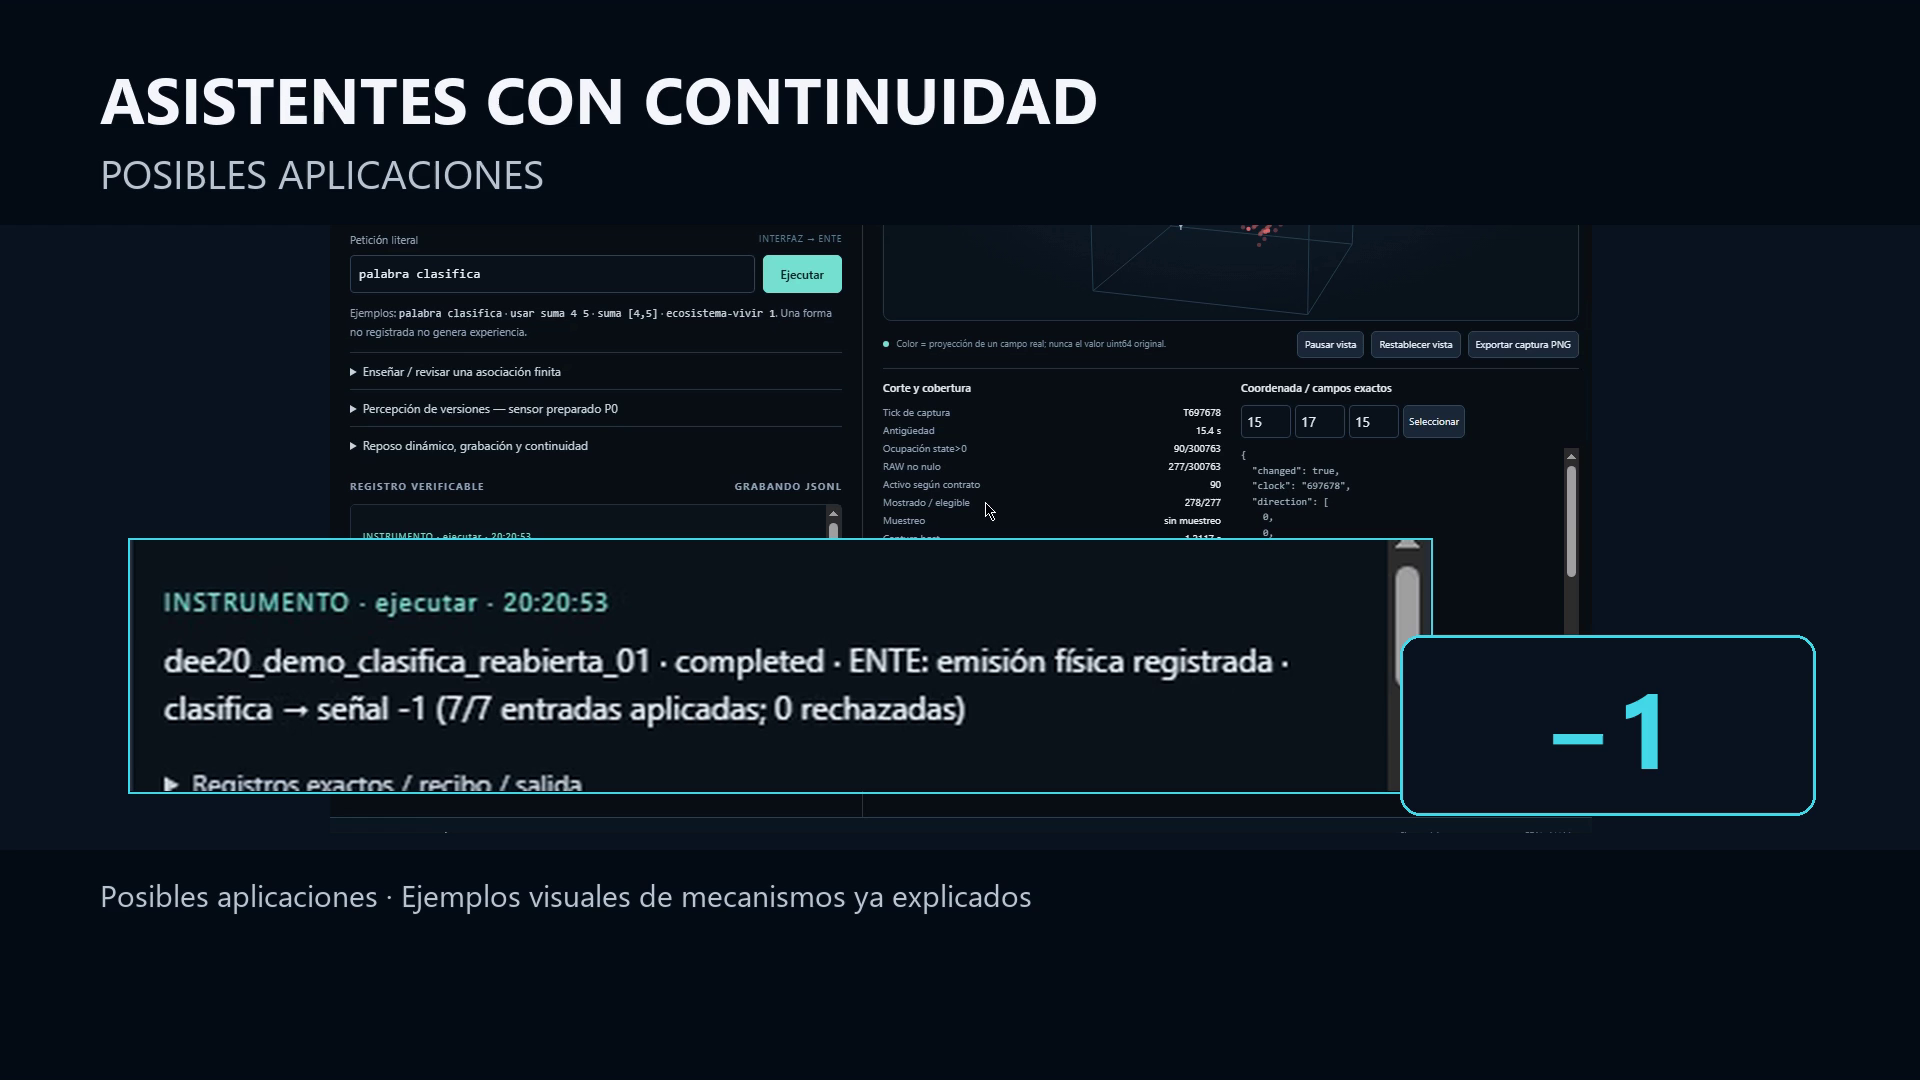 ASISTENTES CON CONTINUIDAD
POSIBLES APLICACIONES
Petición literal
INTERFAZ → ENTE
palabra clasifica
Ejecutar
Ejemplos: palabra clasifica · usar suma 4 5 · suma [4,5] · ecosistema-vivir 1. Una forma
no registrada no genera experiencia.
▶ Enseñar / revisar una asociación finita
▶ Percepción de versiones — sensor preparado P0
▶ Reposo dinámico, grabación y continuidad
REGISTRO VERIFICABLE
GRABANDO JSONL
INSTRUMENTO · ejecutar · 20:20:53
Color = proyección de un campo real; nunca el valor uint64 original.
Pausar vista
Restablecer vista
Exportar captura PNG
Corte y cobertura
Tick de captura T697678
Antigüedad 15.4 s
Ocupación state>0 90/300763
RAW no nulo 277/300763
Activo según contrato 90
Mostrado / elegible 278/277
Muestreo sin muestreo
Coordenada / campos exactos
15 17 15 Seleccionar
{
"changed": true,
"clock": "697678",
"direction": [
0,
0,
INSTRUMENTO · ejecutar · 20:20:53
dee20_demo_clasifica_reabierta_01 · completed · ENTE: emisión física registrada ·
clasifica → señal -1 (7/7 entradas aplicadas; 0 rechazadas)
▶ Registros exactos / recibo / salida
–1
Posibles aplicaciones · Ejemplos visuales de mecanismos ya explicados